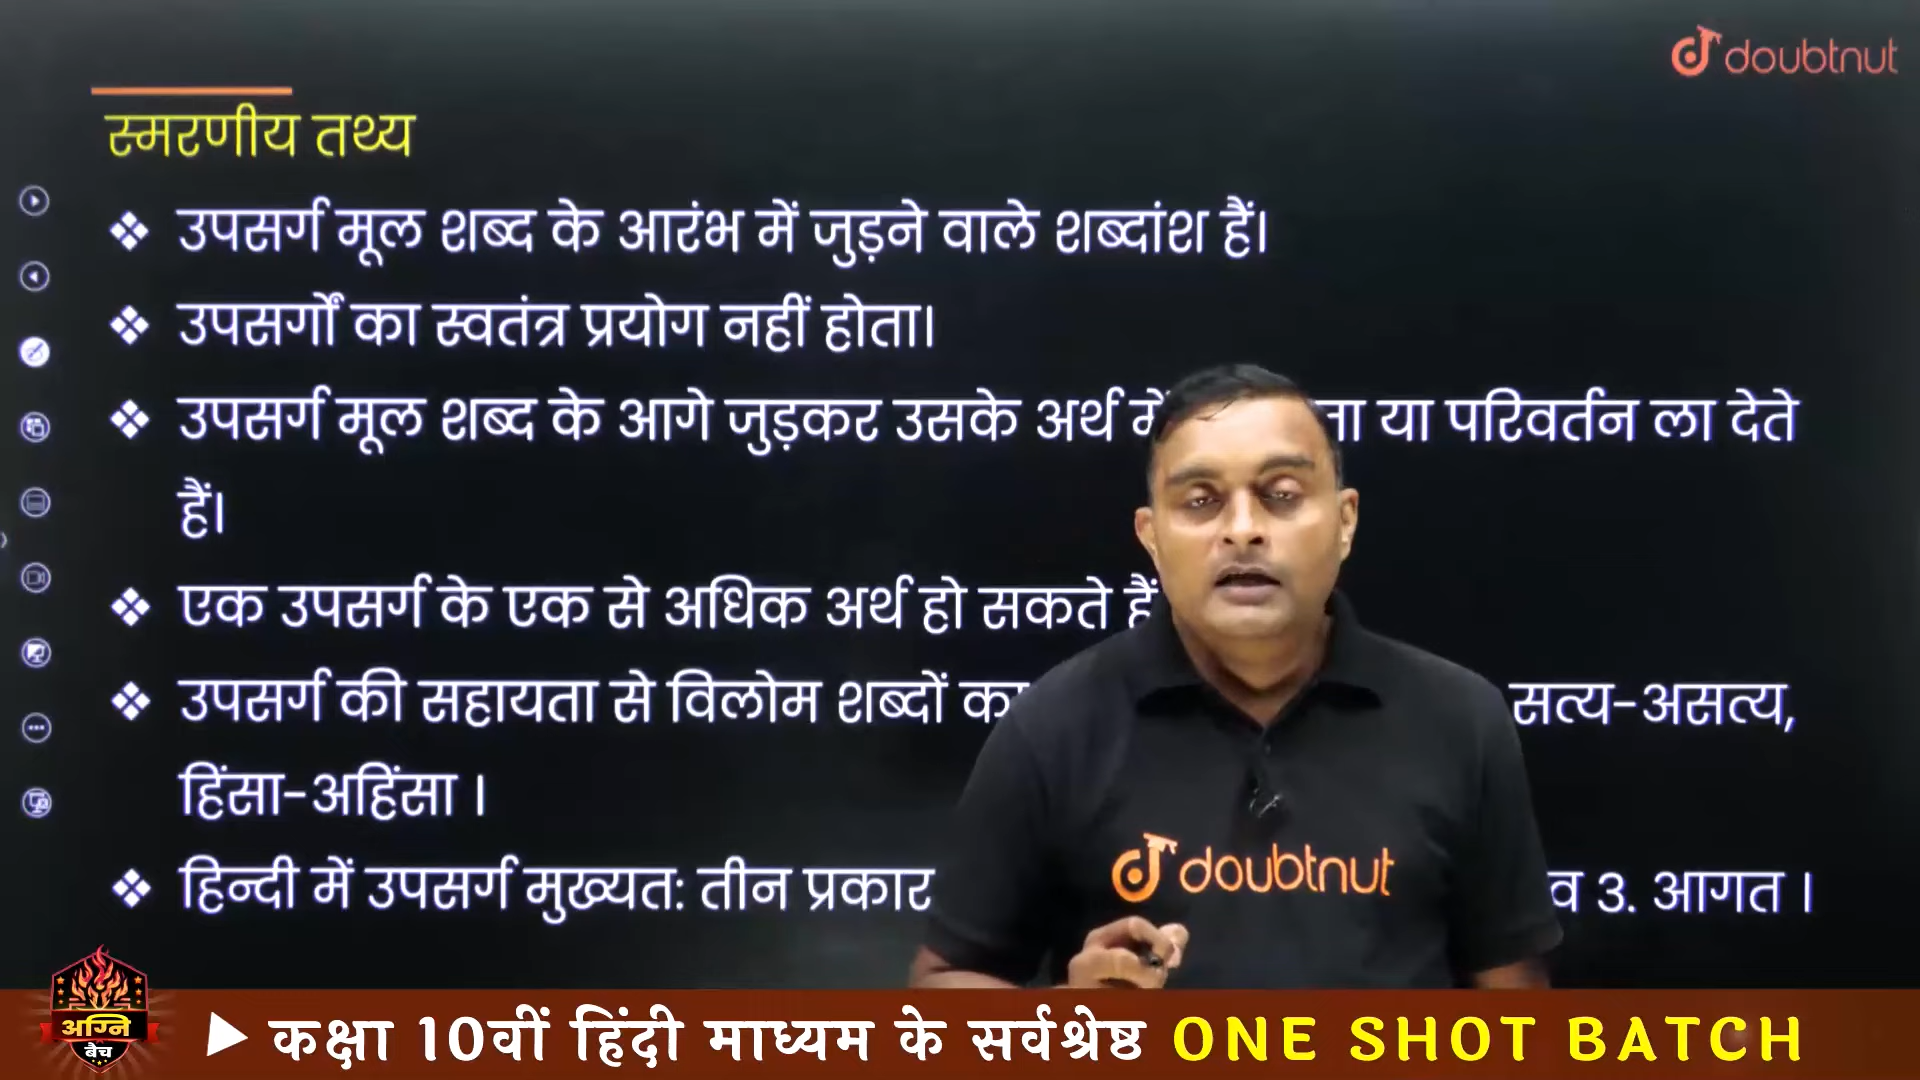 doubtnut
स्मरणीय तथ्य
❖ उपसर्ग मूल शब्द के आरंभ में जुड़ने वाले शब्दांश हैं।
❖ उपसर्गों का स्वतंत्र प्रयोग नहीं होता।
❖ उपसर्ग मूल शब्द के आगे जुड़कर उसके अर्थ में या परिवर्तन ला देते
हैं।
❖ एक उपसर्ग के एक से अधिक अर्थ हो सकते हैं
❖ उपसर्ग की सहायता से विलोम शब्दों का सत्य-असत्य,
हिंसा-अहिंसा ।
❖ हिन्दी में उपसर्ग मुख्यतः तीन प्रकार व 3. आगत ।
doubtnut
अग्नि
बैच
कक्षा 10वीं हिंदी माध्यम के सर्वश्रेष्ठ ONE SHOT BATCH